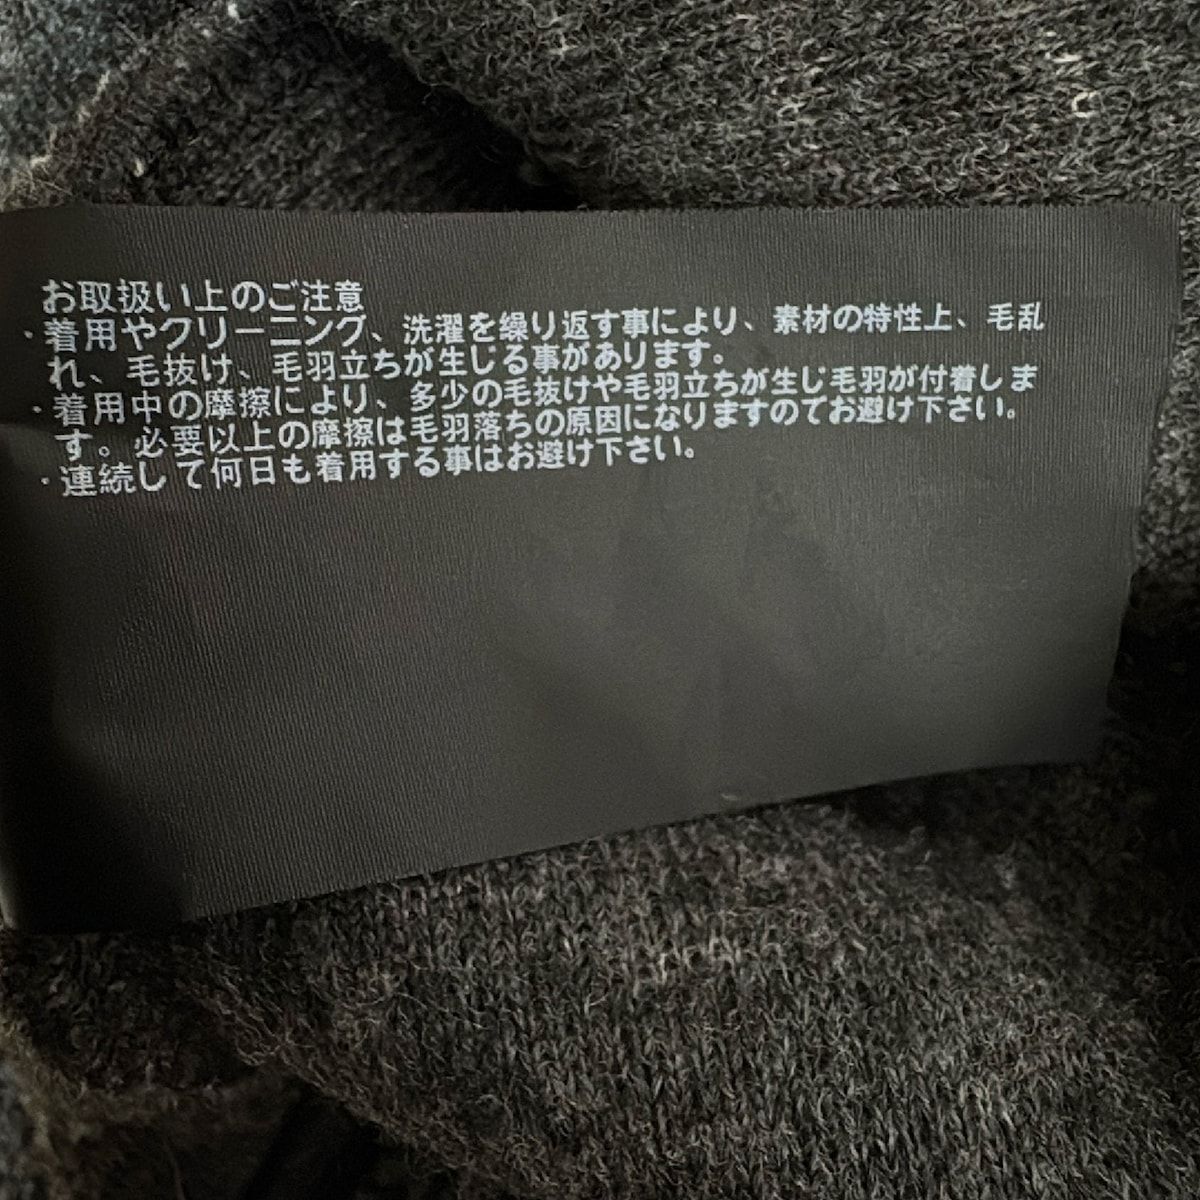 お取扱い上のご注意
・着用やクリーニング、洗濯を繰り返す事により、素材の特性上、毛乱
れ、毛抜け、毛羽立ちが生じる事があります。
・着用中の摩擦により、多少の毛抜けや毛羽立ちが生じ毛羽が付着しま
す。必要以上の摩擦は毛羽落ちの原因になりますのてお避け下さい。
・連続して何日も着用する事はお避け下さい。